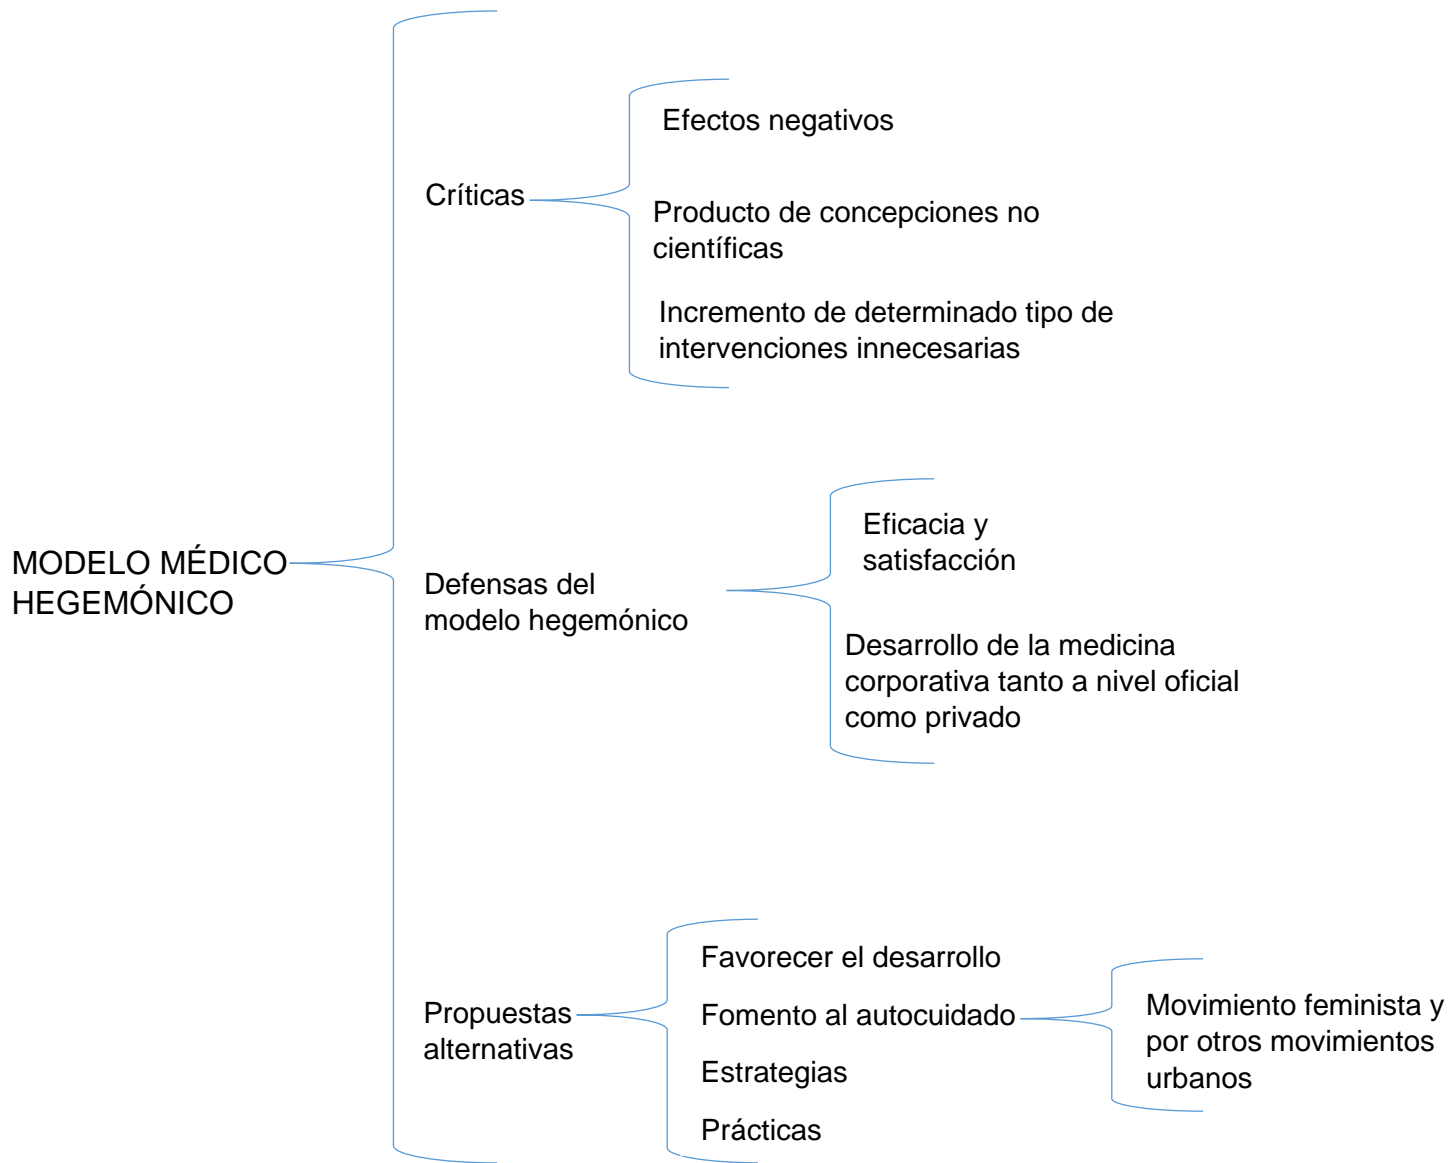 MODELO MÉDICO
HEGEMÓNICO
Críticas
Efectos negativos
Producto de concepciones no
científicas
Incremento de determinado tipo de
intervenciones innecesarias
Defensas del
modelo hegemónico
Eficacia y
satisfacción
Desarrollo de la medicina
corporativa tanto a nivel oficial
como privado
Propuestas
alternativas
Favorecer el desarrollo
Fomento al autocuidado
Movimiento feminista y
por otros movimientos
urbanos
Estrategias
Prácticas